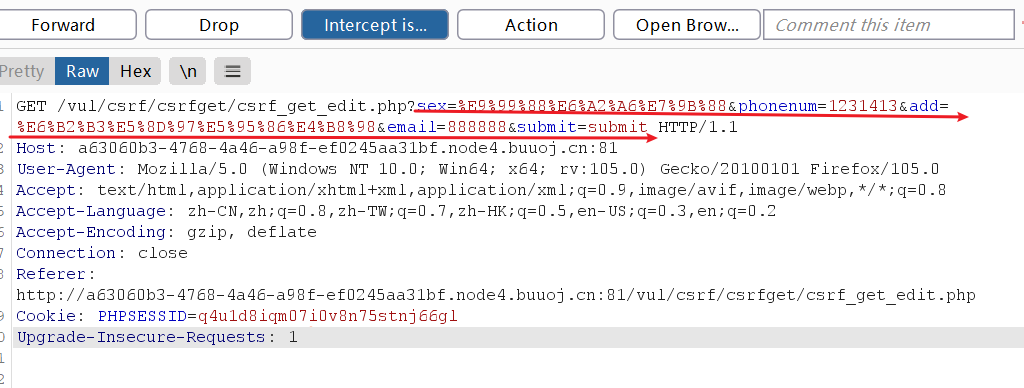 Forward Drop Intercept is... Action Open Brow... Comment this item
Pretty Raw Hex \n
GET /vul/csrf/csrfget/csrf_get_edit.php?sex=%E9%99%88%E6%A2%A6%E7%9B%88&phonenum=1231413&add=
%E6%B2%B3%E5%8D%97%E5%95%86%E4%B8%98&email=888888&submit=submit HTTP/1.1
2 Host: a63060b3-4768-4a46-a98f-ef0245aa31bf.node4.buuoj.cn:81
3 User-Agent: Mozilla/5.0 (Windows NT 10.0; Win64; x64; rv:105.0) Gecko/20100101 Firefox/105.0
4 Accept: text/html,application/xhtml+xml,application/xml;q=0.9,image/avif,image/webp,*/*;q=0.8
5 Accept-Language: zh-CN,zh;q=0.8,zh-TW;q=0.7,zh-HK;q=0.5,en-US;q=0.3,en;q=0.2
6 Accept-Encoding: gzip, deflate
7 Connection: close
8 Referer:
http://a63060b3-4768-4a46-a98f-ef0245aa31bf.node4.buuoj.cn:81/vul/csrf/csrfget/csrf_get_edit.php
9 Cookie: PHPSESSID=q4u1d8iqm07i0v8n75stnj66gl
0 Upgrade-Insecure-Requests: 1
1
2